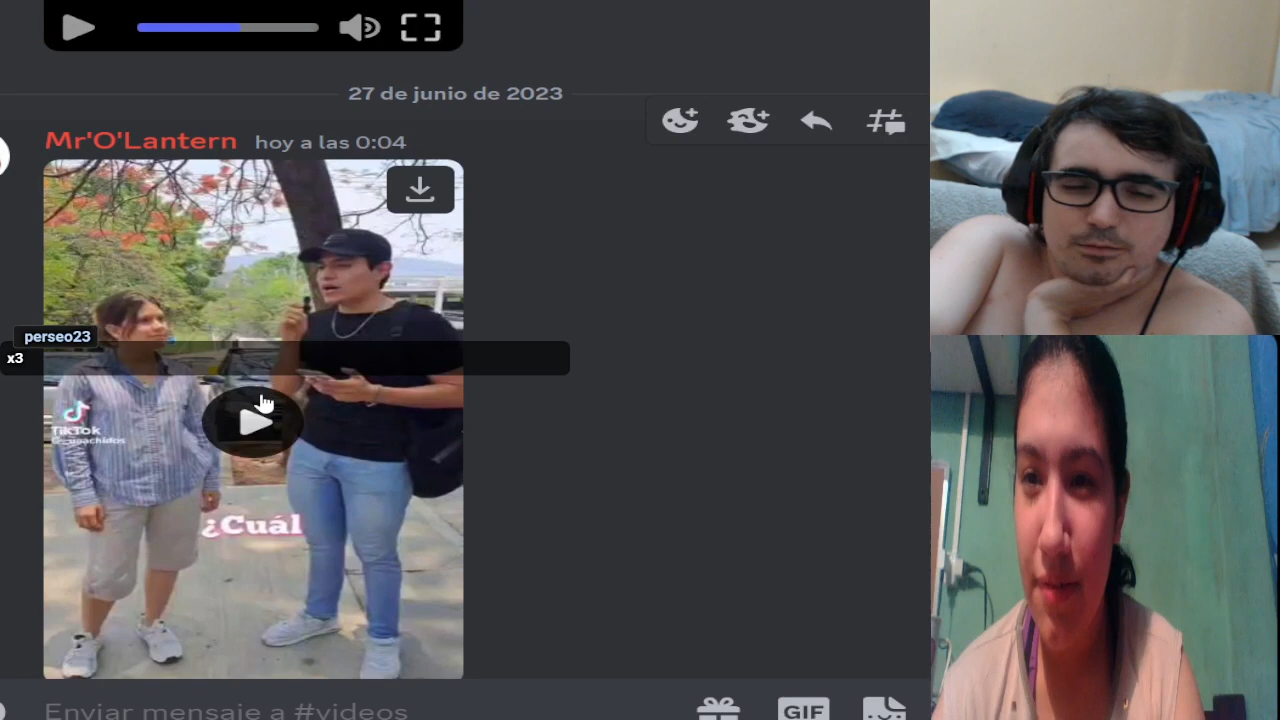 27 de junio de 2023
Mr'O'Lantern hoy a las 0:04
perseo23
x3
TikTok
¿Cuál
Enviar mensaje a #videos
GIF